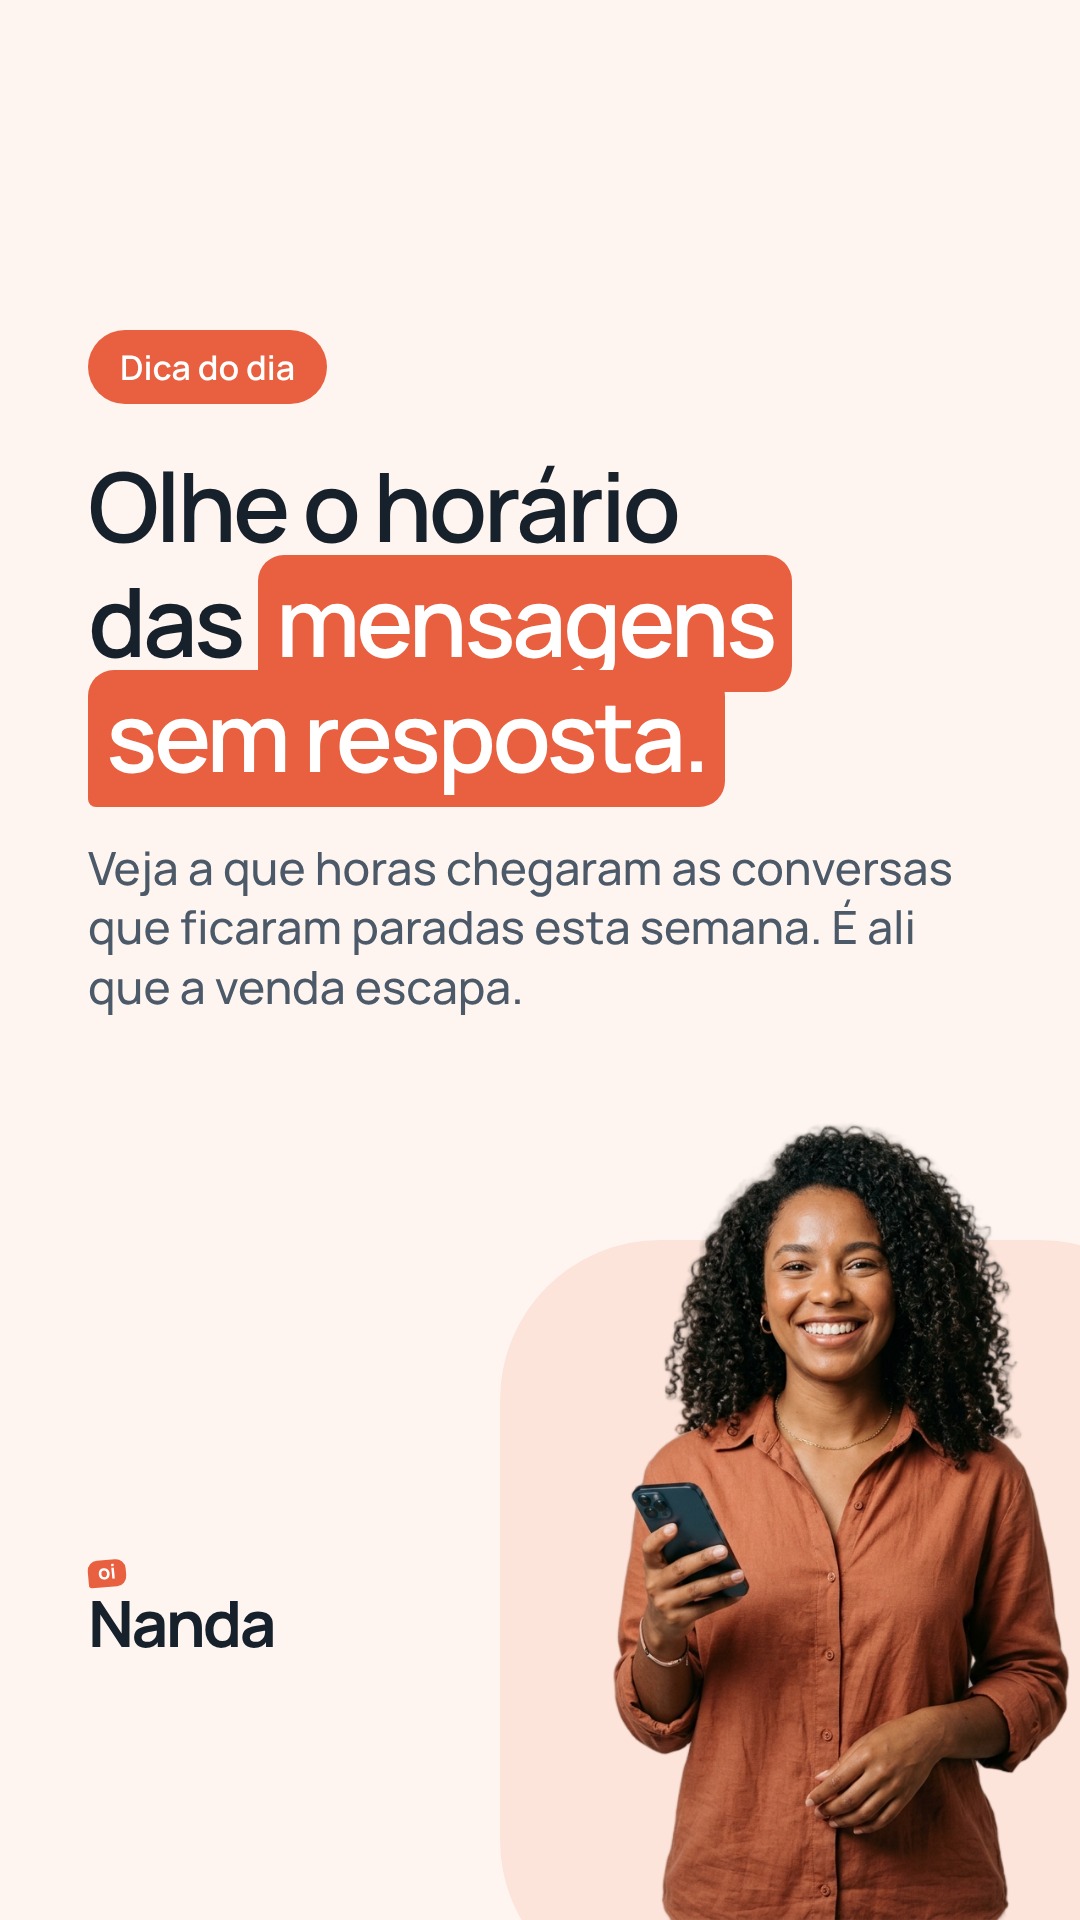 Dica do dia
Olhe o horário
das mensagens
sem resposta.
Veja a que horas chegaram as conversas
que ficaram paradas esta semana. É ali
que a venda escapa.
oi
Nanda